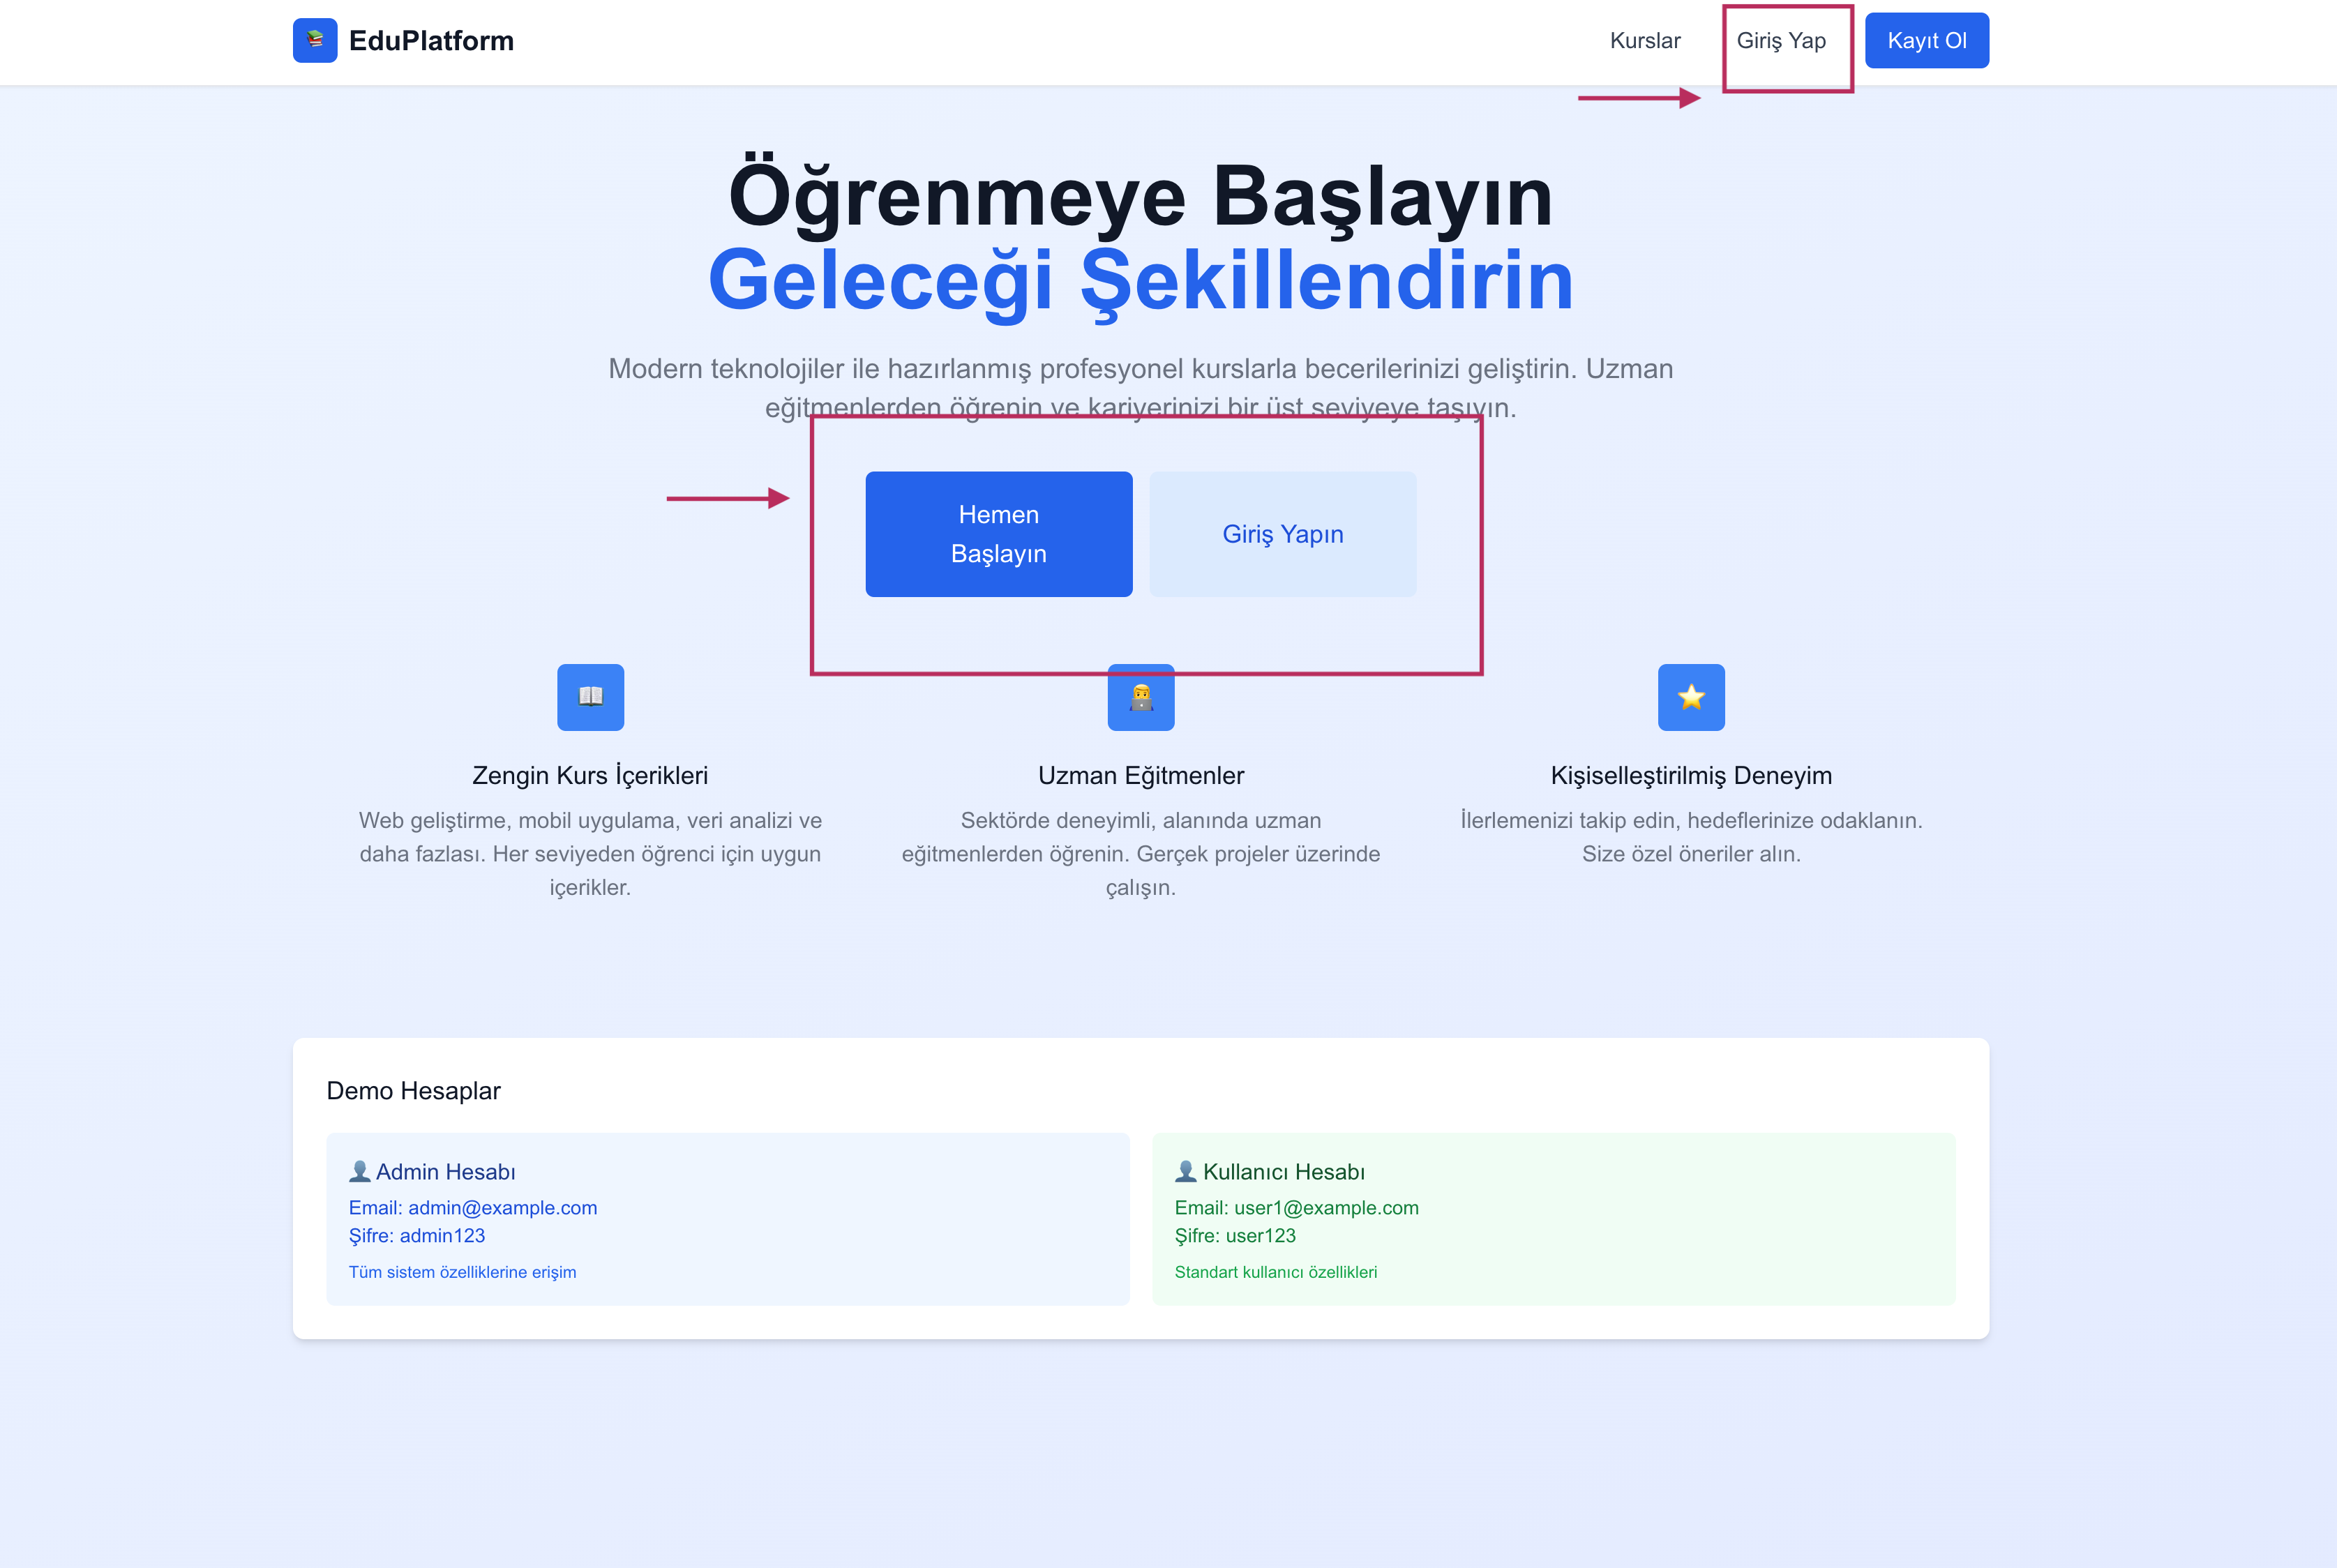 EduPlatform
Kurslar
Giriş Yap
Kayıt Ol
Öğrenmeye Başlayın
Geleceği Şekillendirin
Modern teknolojiler ile hazırlanmış profesyonel kurslarla becerilerinizi geliştirin. Uzman
eğitmenlerden öğrenin ve kariyerinizi bir üst seviyeye taşıyın.
Hemen
Başlayın
Giriş Yapın
Zengin Kurs İçerikleri
Web geliştirme, mobil uygulama, veri analizi ve
daha fazlası. Her seviyeden öğrenci için uygun
içerikler.
Uzman Eğitmenler
Sektörde deneyimli, alanında uzman
eğitmenlerden öğrenin. Gerçek projeler üzerinde
çalışın.
Kişiselleştirilmiş Deneyim
İlerlemenizi takip edin, hedeflerinize odaklanın.
Size özel öneriler alın.
Demo Hesaplar
Admin Hesabı
Email: admin@example.com
Şifre: admin123
Tüm sistem özelliklerine erişim
Kullanıcı Hesabı
Email: user1@example.com
Şifre: user123
Standart kullanıcı özellikleri